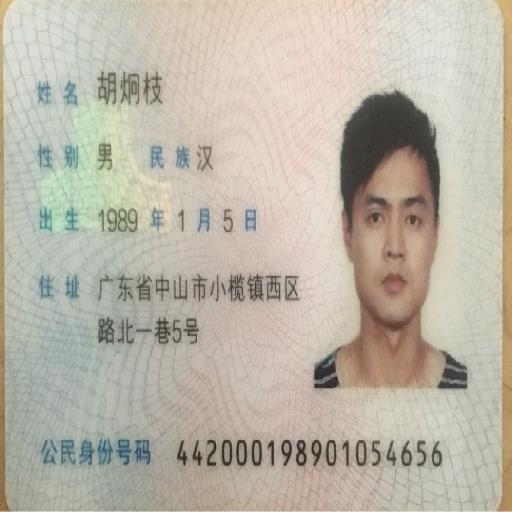 姓名 胡炯枝
性别 男 民族 汉
出生 1989 年 1 月 5 日
住址 广东省中山市小榄镇西区
路北一巷5号
公民身份号码 442000198901054656